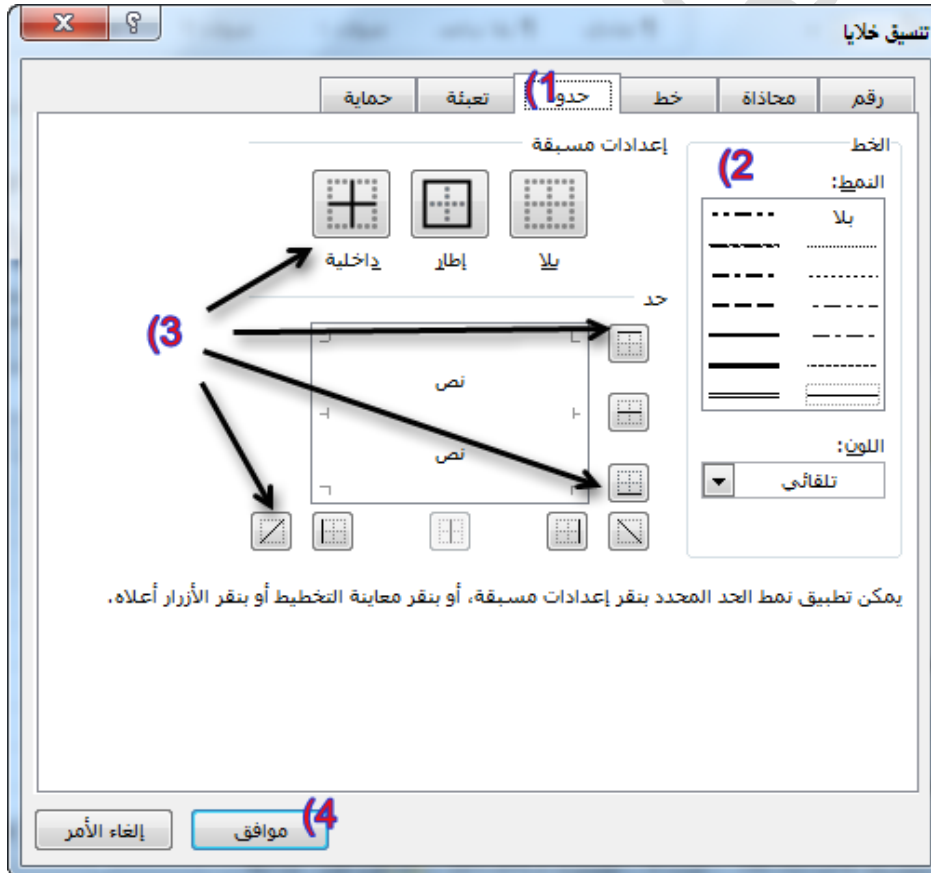 تنسيق خلايا
رقم
محاذاة
خط
(1
تعبئة
حماية
الخط
(2
النمط:
بلا
إعدادات مسبقة
بلا
إطار
داخلية
حد
(3
نص
نص
اللون:
تلقائي
يمكن تطبيق نمط الحد المحدد بنقر إعدادات مسبقة، أو بنقر معاينة التخطيط أو بنقر الأزرار أعلاه.
(4
موافق
إلغاء الأمر